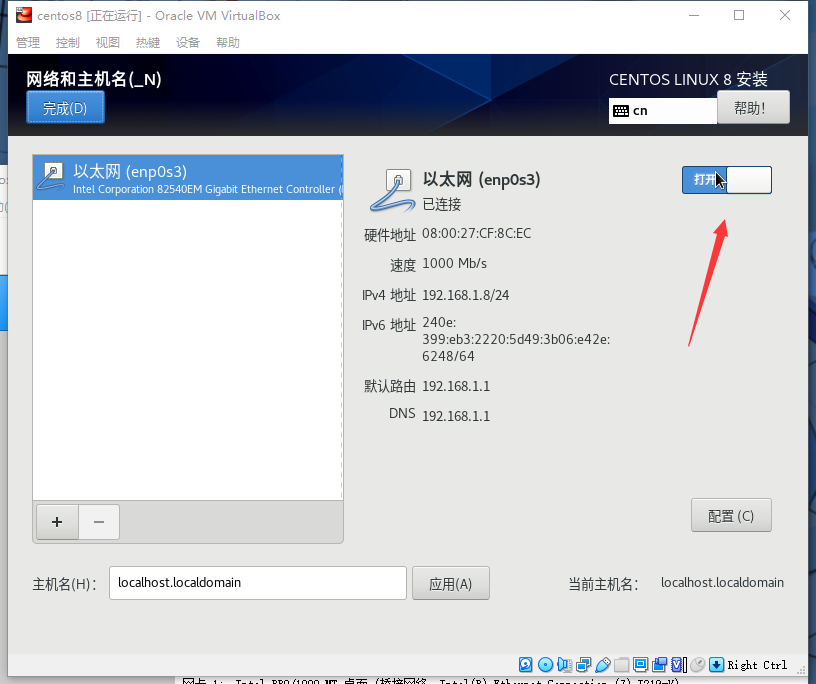 centos8 [正在运行] - Oracle VM VirtualBox
管理 控制 视图 热键 设备 帮助
网络和主机名(_N)
CENTOS LINUX 8 安装
完成(D)
cn
帮助！
以太网 (enp0s3)
Intel Corporation 82540EM Gigabit Ethernet Controller (
以太网 (enp0s3)
已连接
打开
硬件地址 08:00:27:CF:8C:EC
速度 1000 Mb/s
IPv4 地址 192.168.1.8/24
IPv6 地址 240e:
399:eb3:2220:5d49:3b06:e42e:
6248/64
默认路由 192.168.1.1
DNS 192.168.1.1
+ −
配置 (C)
主机名(H)： localhost.localdomain
应用(A)
当前主机名： localhost.localdomain
Right Ctrl